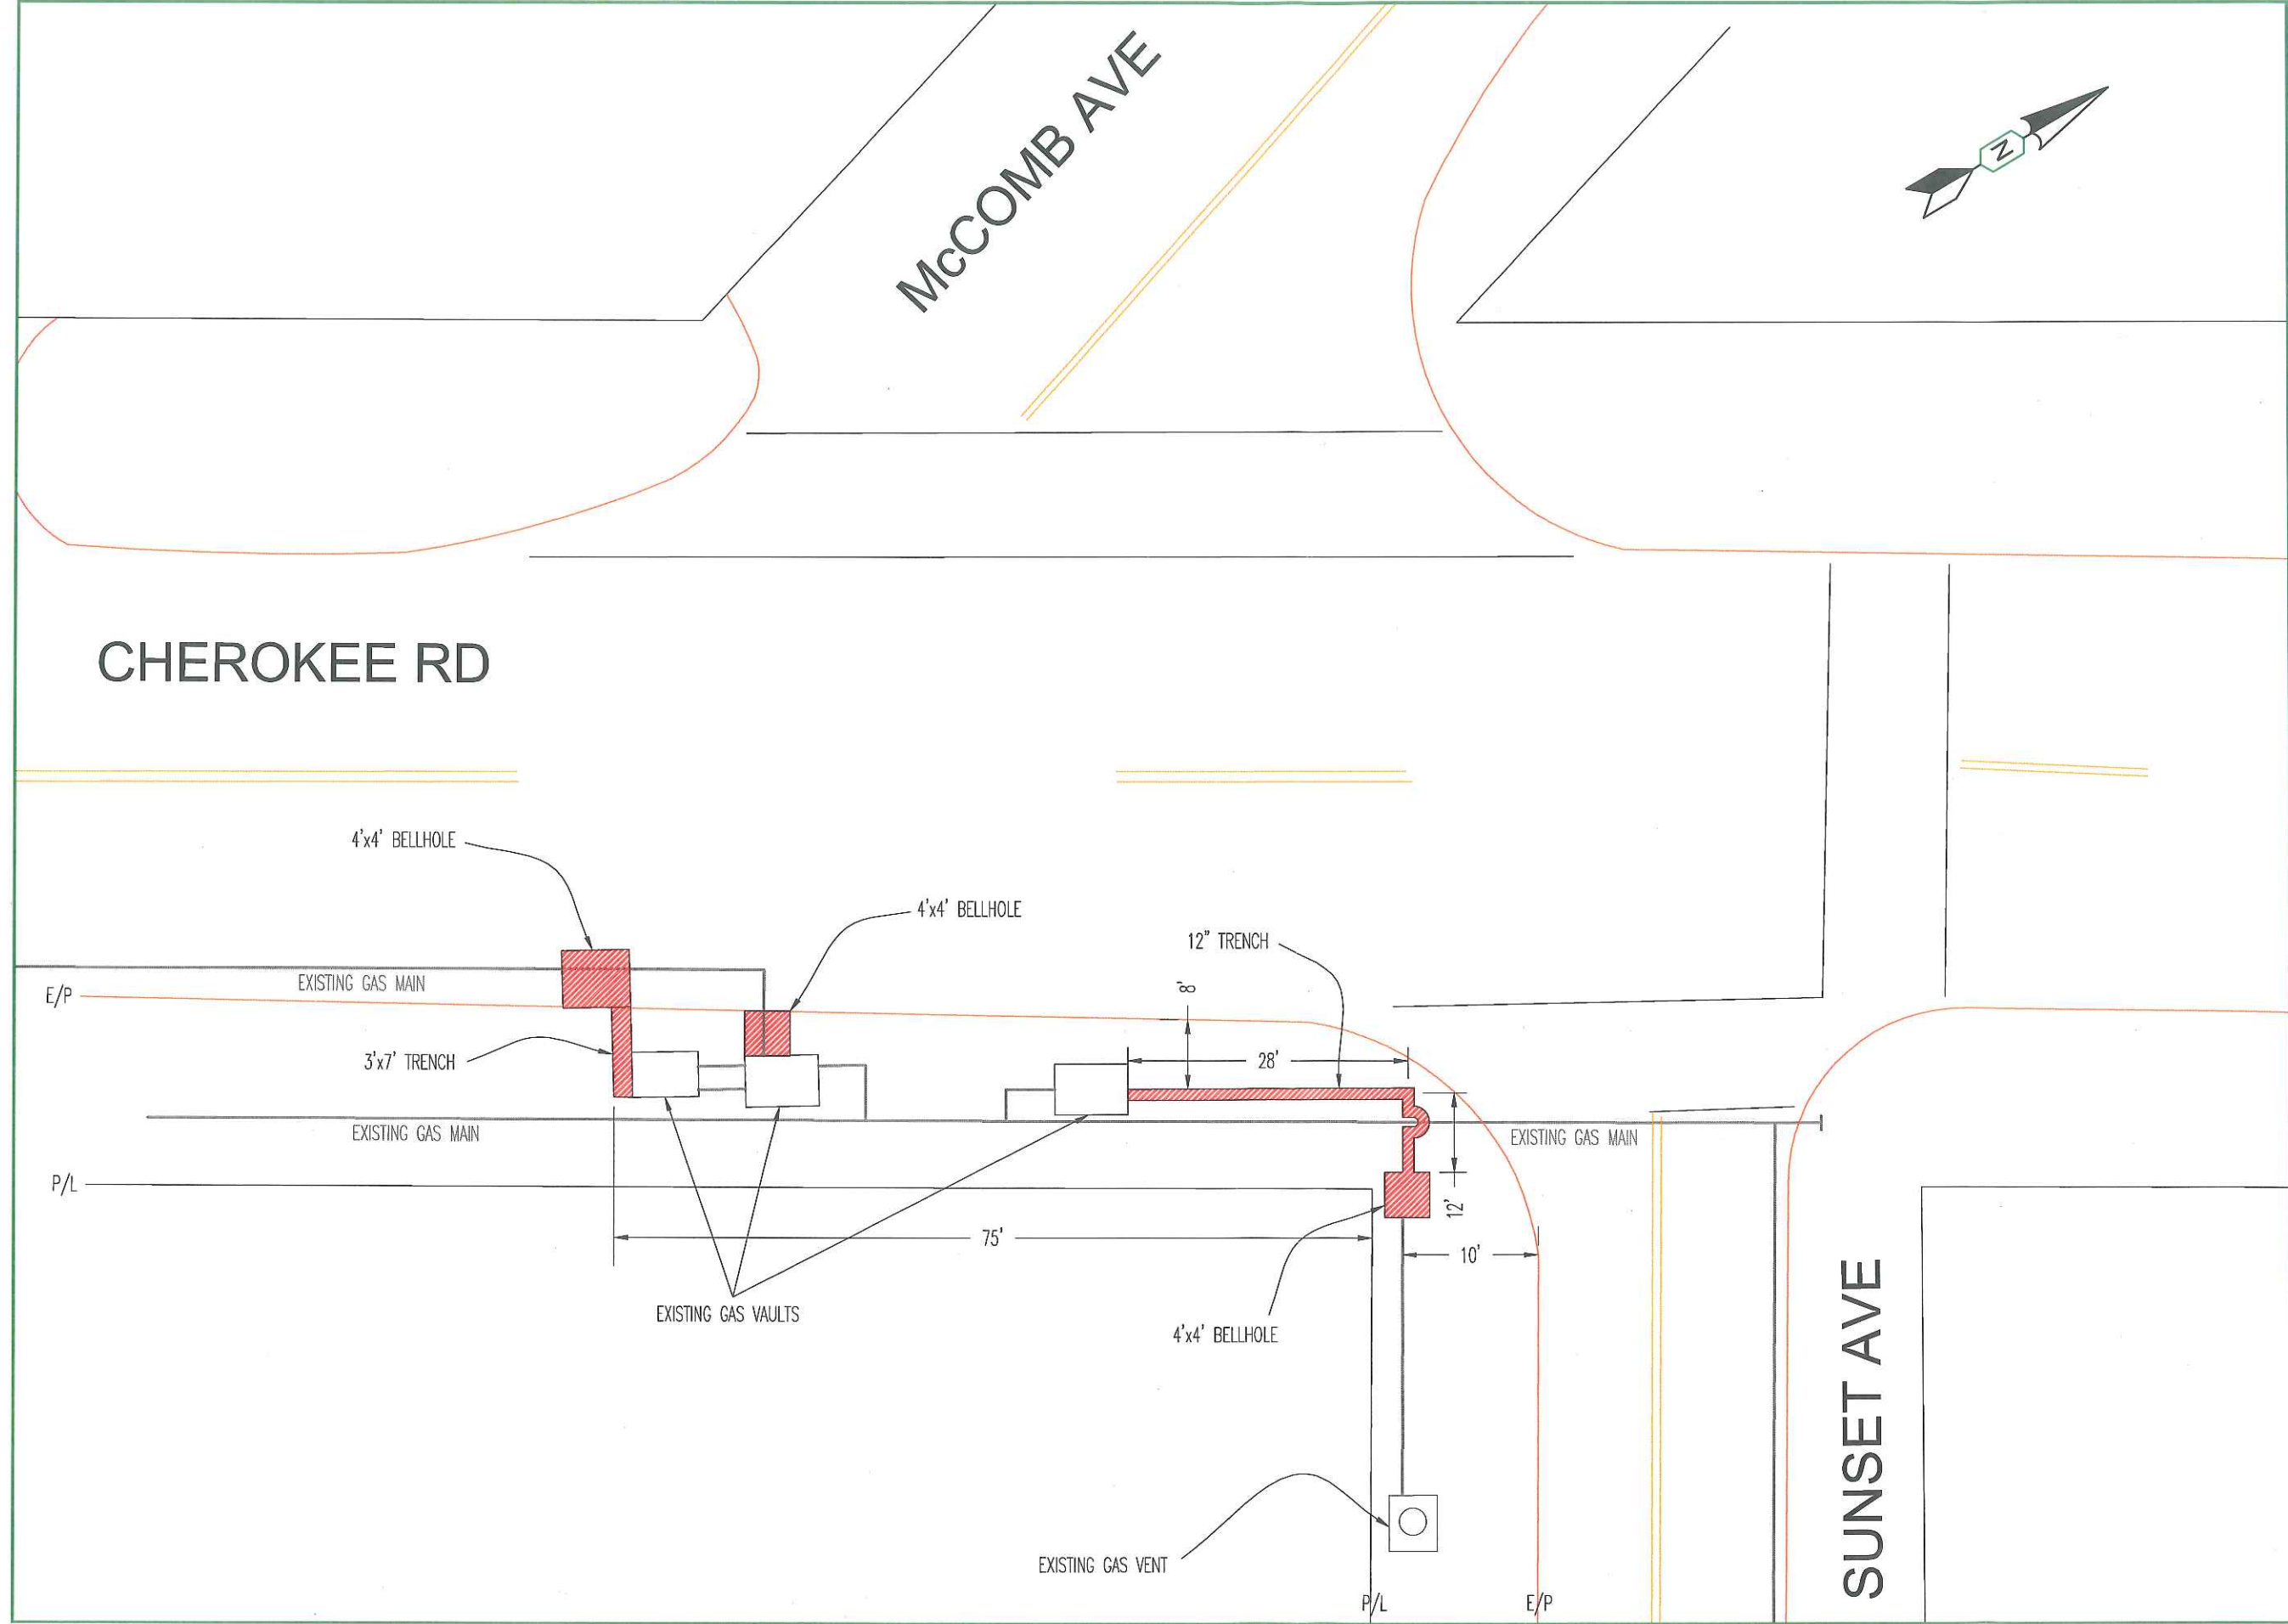 McCOMB AVE
N
CHEROKEE RD
4'x4' BELLHOLE
4'x4' BELLHOLE
12" TRENCH
EXISTING GAS MAIN
8'
E/P
3'x7' TRENCH
28'
EXISTING GAS MAIN
EXISTING GAS MAIN
P/L
12'
75'
10'
EXISTING GAS VAULTS
4'x4' BELLHOLE
SUNSET AVE
EXISTING GAS VENT
P/L
E/P